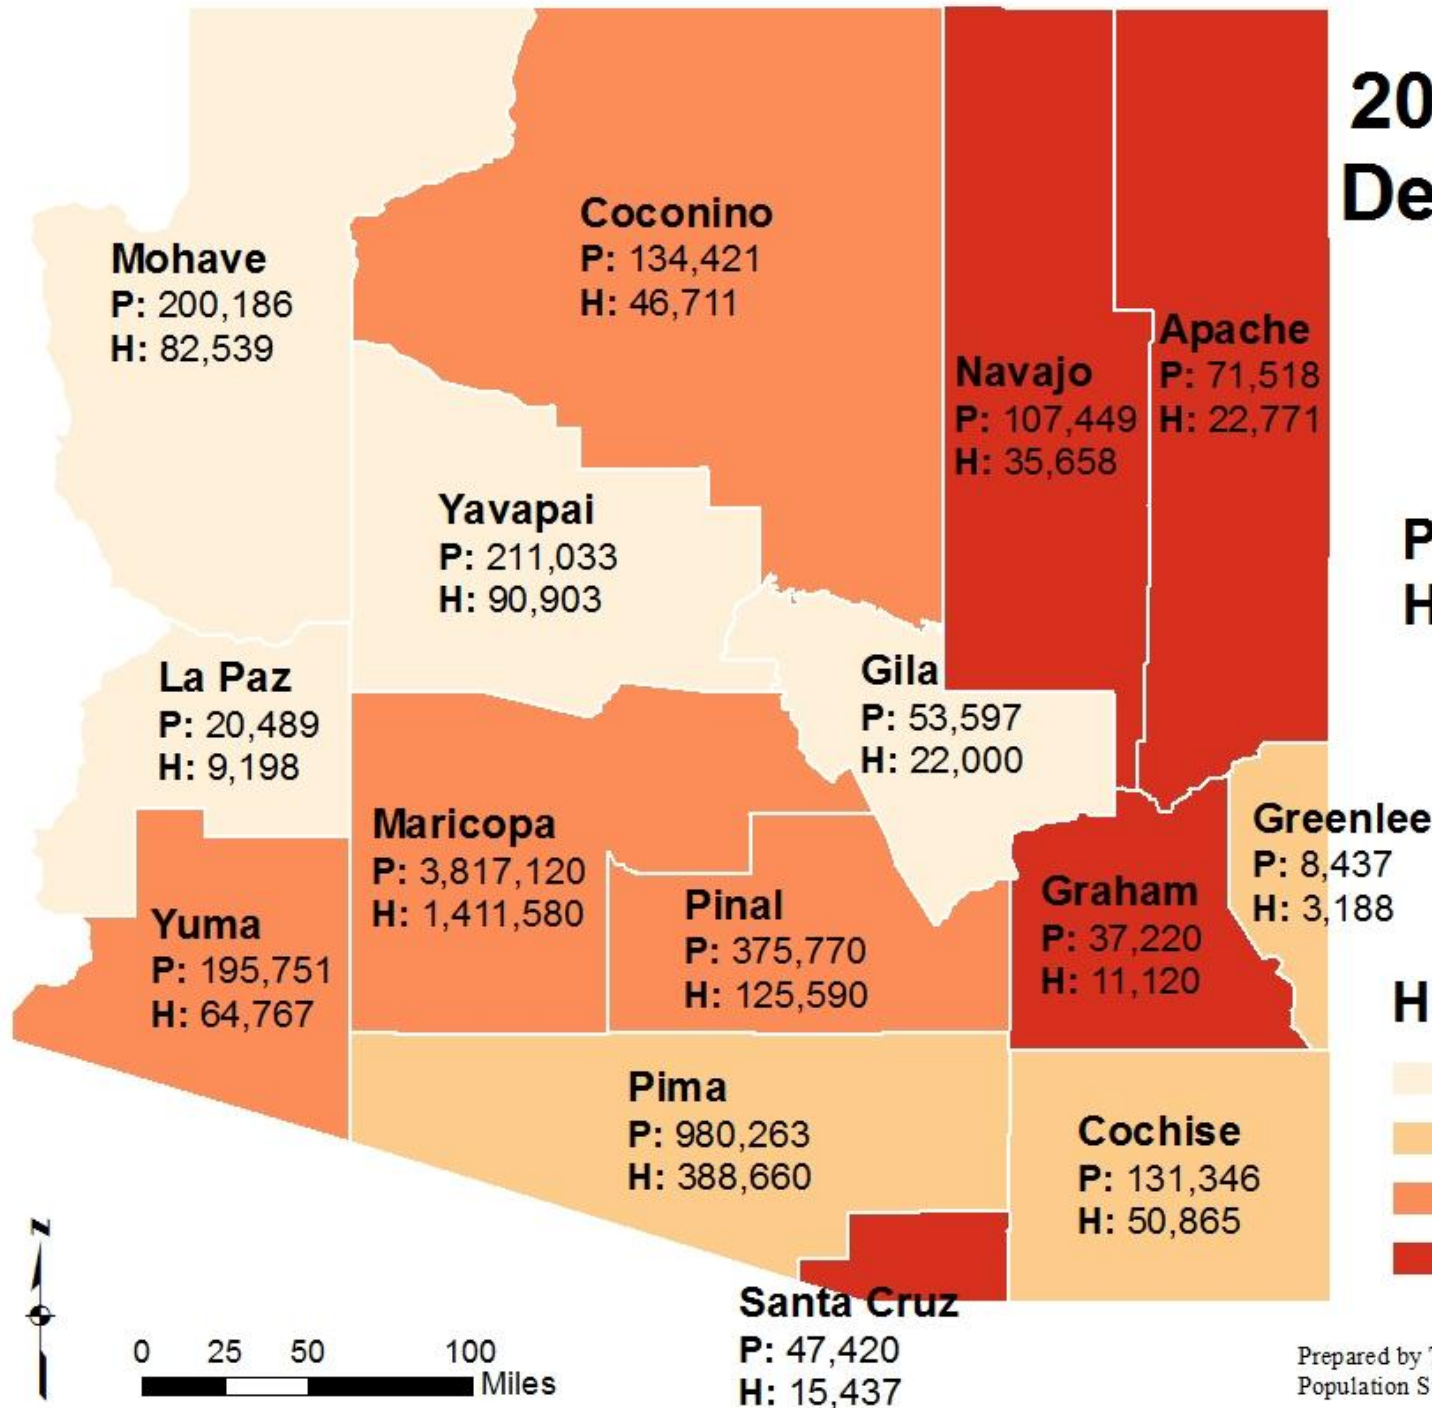 20
De
Coconino
P: 134,421
H: 46,711
Mohave
P: 200,186
H: 82,539
Apache
P: 71,518
H: 22,771
Navajo
P: 107,449
H: 35,658
Yavapai
P: 211,033
H: 90,903
P
H
Gila
P: 53,597
H: 22,000
La Paz
P: 20,489
H: 9,198
Maricopa
P: 3,817,120
H: 1,411,580
Greenlee
P: 8,437
H: 3,188
Pinal
P: 375,770
H: 125,590
Graham
P: 37,220
H: 11,120
Yuma
P: 195,751
H: 64,767
H
Pima
P: 980,263
H: 388,660
Cochise
P: 131,346
H: 50,865
Santa Cruz
P: 47,420
H: 15,437
z
0 25 50 100
Miles
Prepared by
Population S